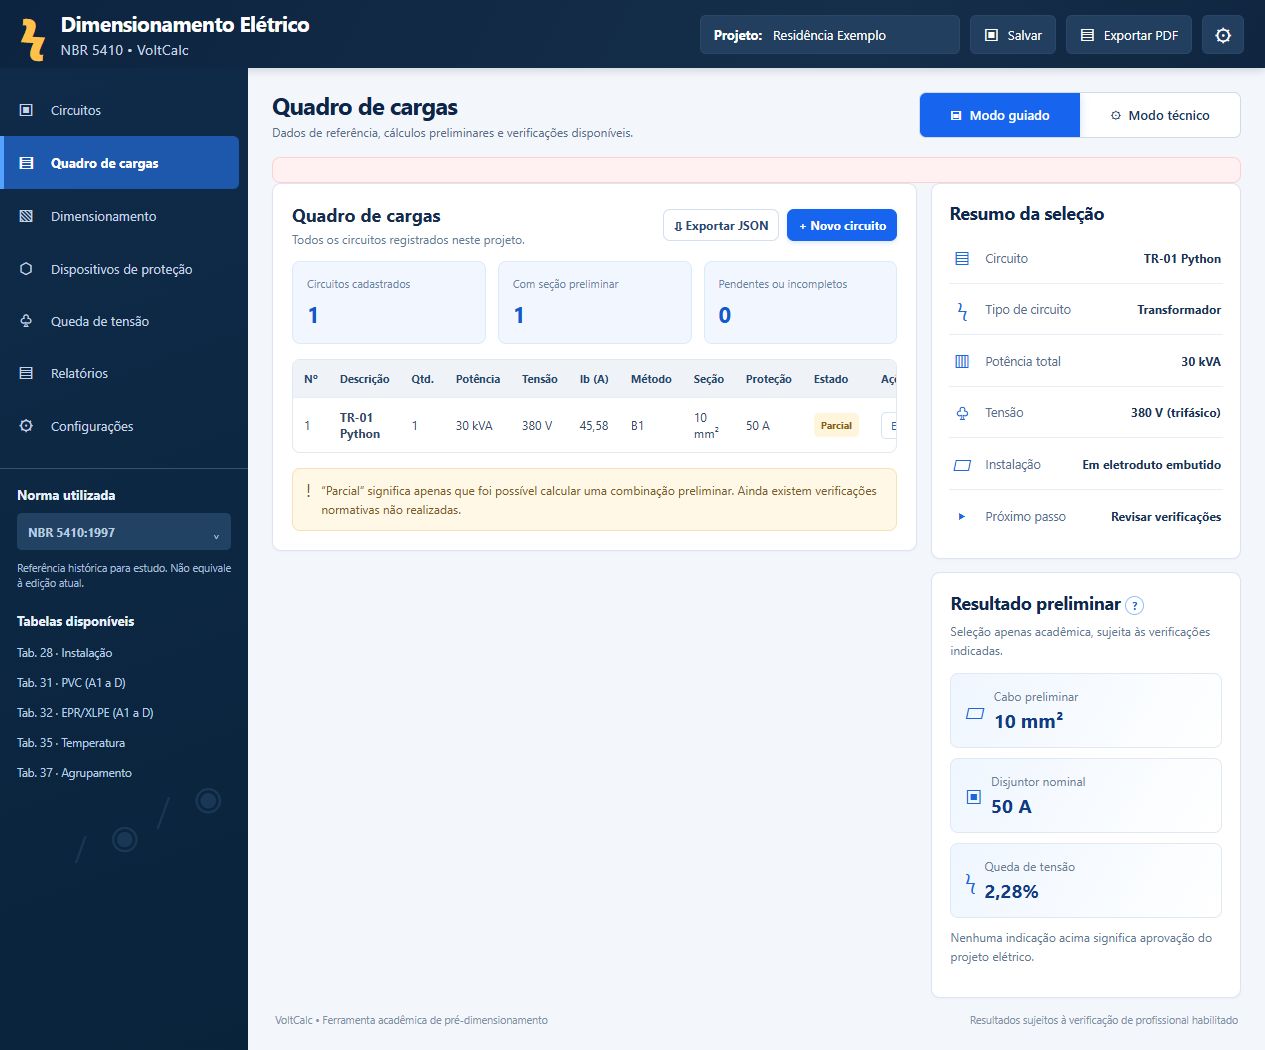 Dimensionamento Elétrico
NBR 5410 • VoltCalc
Projeto: Residência Exemplo
Salvar
Exportar PDF
Circuitos
Quadro de cargas
Dimensionamento
Dispositivos de proteção
Queda de tensão
Relatórios
Configurações
Norma utilizada
NBR 5410:1997
Referência histórica para estudo. Não equivale
à edição atual.
Tabelas disponíveis
Tab. 28 · Instalação
Tab. 31 · PVC (A1 a D)
Tab. 32 · EPR/XLPE (A1 a D)
Tab. 35 · Temperatura
Tab. 37 · Agrupamento
Quadro de cargas
Dados de referência, cálculos preliminares e verificações disponíveis.
Modo guiado
Modo técnico
Quadro de cargas
Todos os circuitos registrados neste projeto.
⇩ Exportar JSON
+ Novo circuito
Circuitos cadastrados
1
Com seção preliminar
1
Pendentes ou incompletos
0
Nº Descrição Qtd. Potência Tensão Ib (A) Método Seção Proteção Estado Aç
1 TR-01 Python 1 30 kVA 380 V 45,58 B1 10 mm² 50 A Parcial E
! “Parcial” significa apenas que foi possível calcular uma combinação preliminar. Ainda existem verificações
normativas não realizadas.
Resumo da seleção
Circuito TR-01 Python
Tipo de circuito Transformador
Potência total 30 kVA
Tensão 380 V (trifásico)
Instalação Em eletroduto embutido
Próximo passo Revisar verificações
Resultado preliminar ?
Seleção apenas acadêmica, sujeita às verificações
indicadas.
Cabo preliminar
10 mm²
Disjuntor nominal
50 A
Queda de tensão
2,28%
Nenhuma indicação acima significa aprovação do
projeto elétrico.
VoltCalc • Ferramenta acadêmica de pré-dimensionamento
Resultados sujeitos à verificação de profissional habilitado